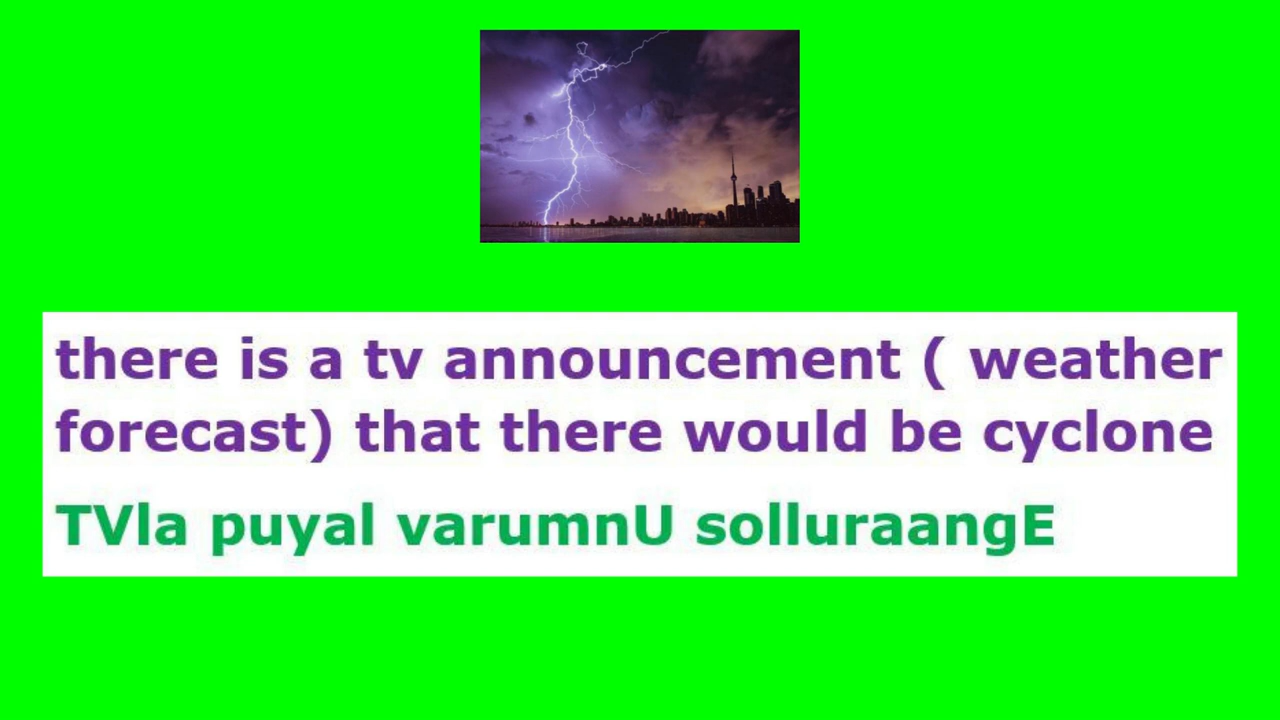 there is a tv announcement ( weather
forecast) that there would be cyclone
TVla puyal varumnU solluraangE